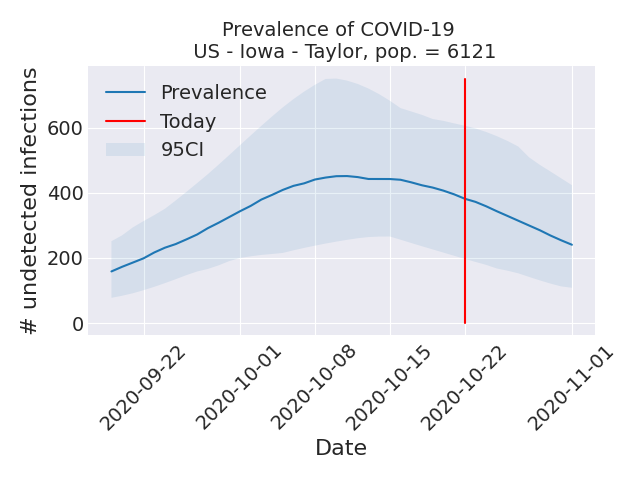 Prevalence of COVID-19
US - Iowa - Taylor, pop. = 6121
Prevalence
Today
95CI
# undetected infections
600
400
200
0
2020-09-22
2020-10-01
2020-10-08
2020-10-15
2020-10-22
2020-11-01
Date